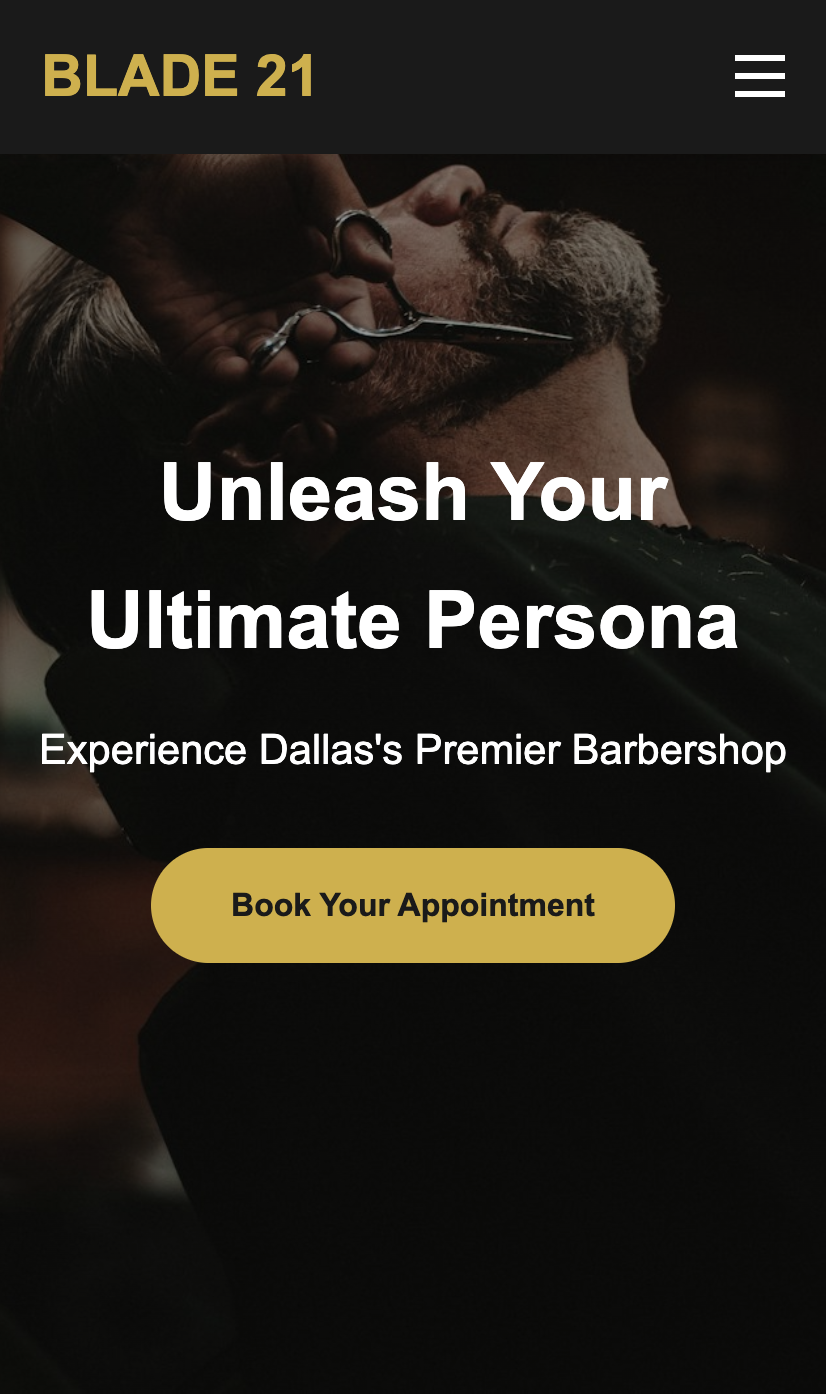 BLADE 21
Unleash Your
Ultimate Persona
Experience Dallas's Premier Barbershop
Book Your Appointment